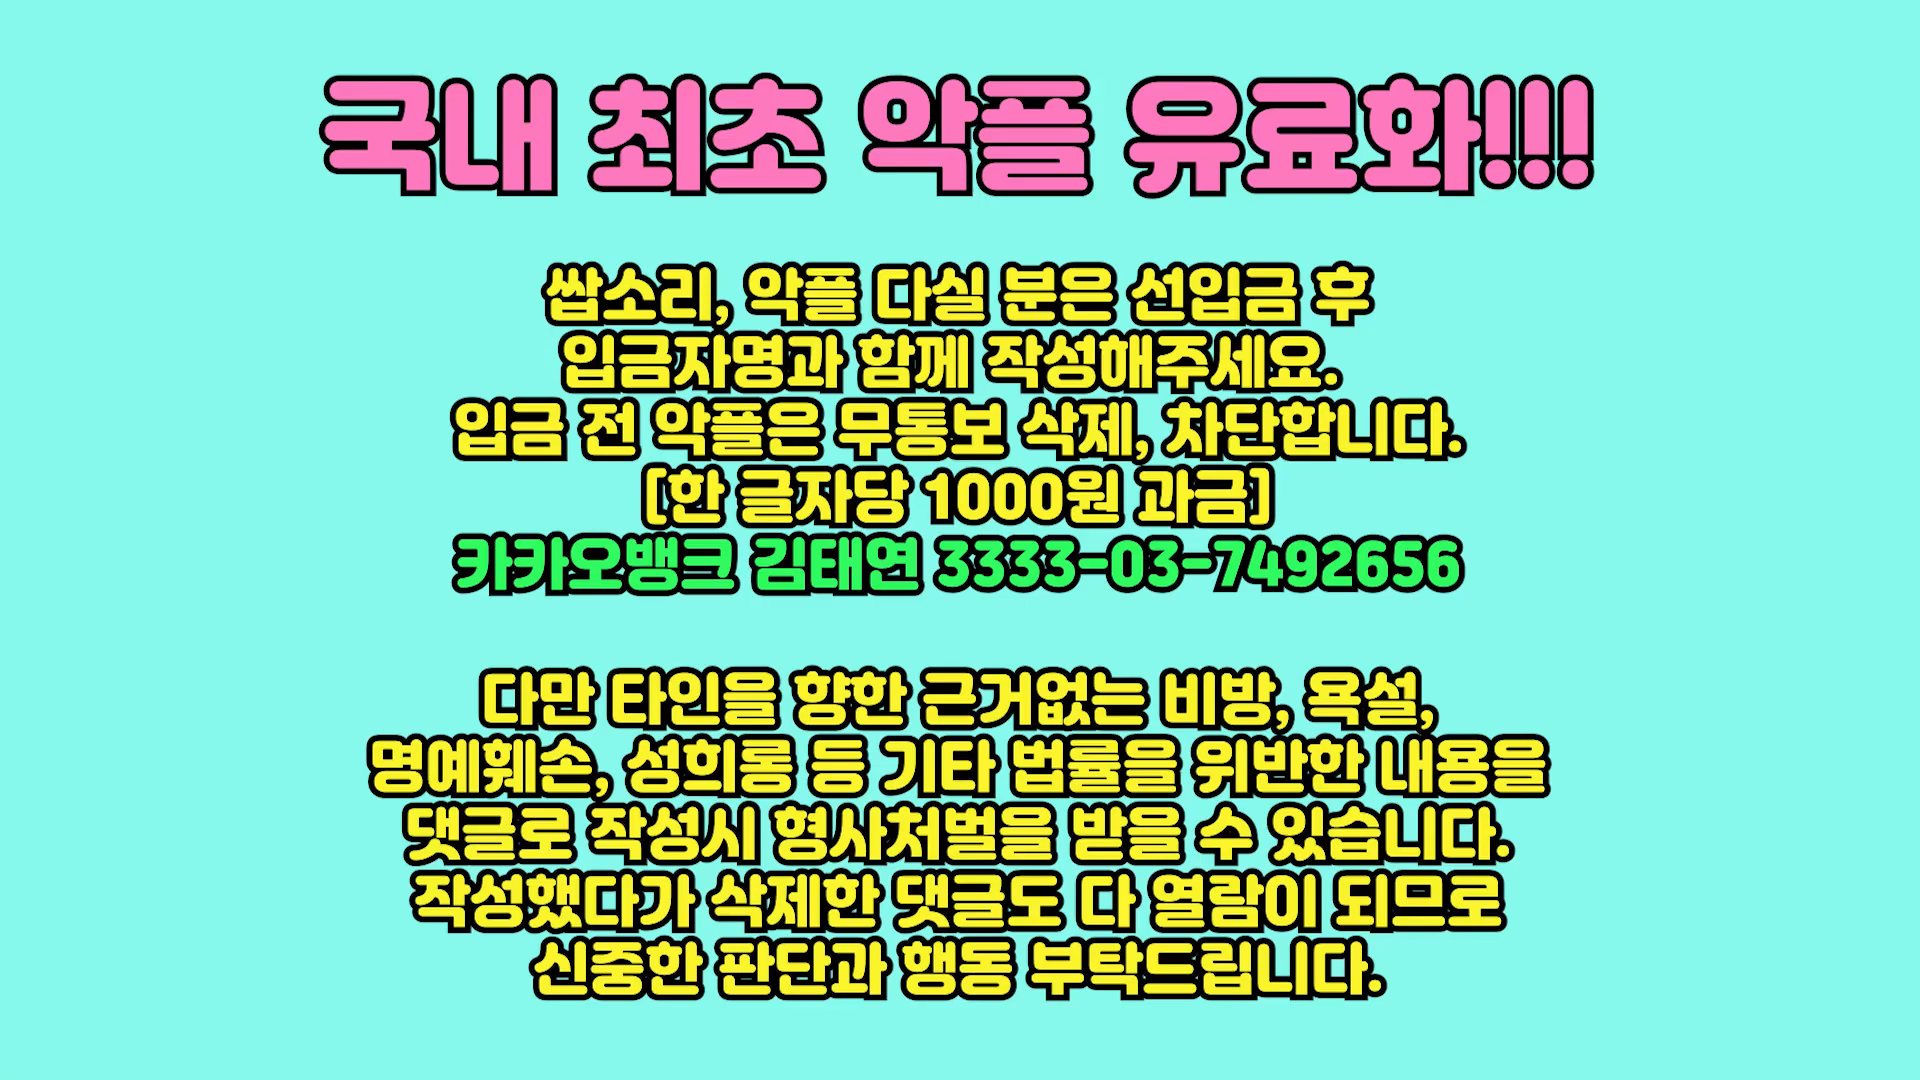 국내 최초 악플 유료화!!!
쌉소리, 악플 다실 분은 선입금 후
입금자명과 함께 작성해주세요.
입금 전 악플은 무통보 삭제, 차단합니다.
[한 글자당 1000원 과금]
카카오뱅크 김태연 3333-03-7492656
다만 타인을 향한 근거없는 비방, 욕설,
명예훼손, 성희롱 등 기타 법률을 위반한 내용을
댓글로 작성시 형사처벌을 받을 수 있습니다.
작성했다가 삭제한 댓글도 다 열람이 되므로
신중한 판단과 행동 부탁드립니다.